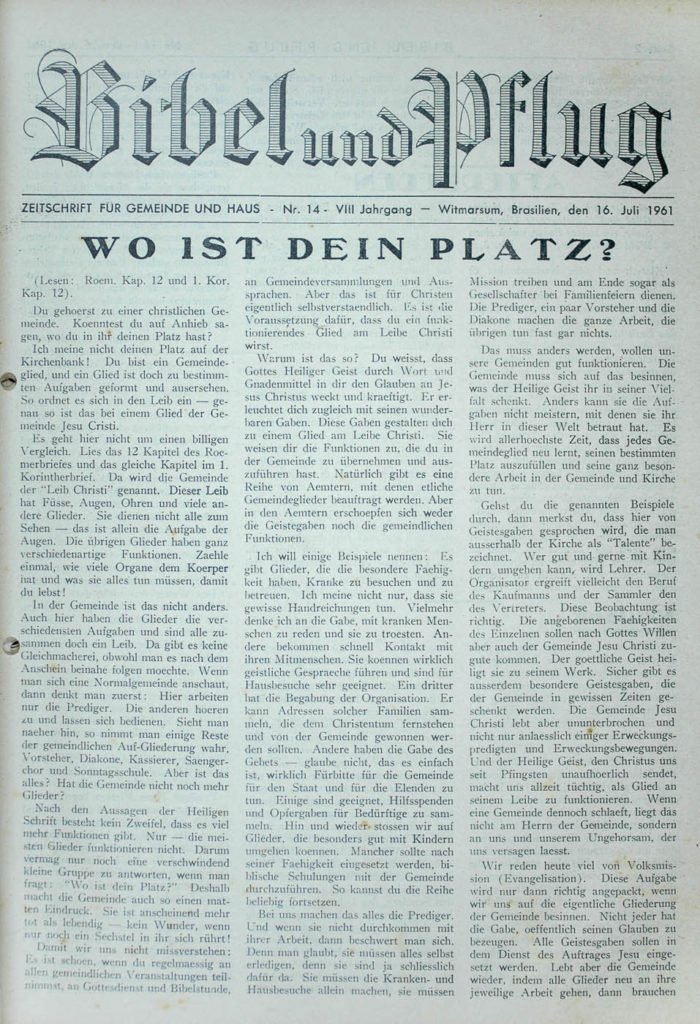 Bibel und Pflug
ZEITSCHRIFT FÜR GEMEINDE UND HAUS - Nr. 14 - VIII Jahrgang — Witmarsum, Brasilien, den 16. Juli 1961
WO IST DEIN PLATZ?
(Lesen: Roem. Kap. 12 und 1. Kor.
Kap. 12).
Du gehoerst zu einer christlichen Ge-
meinde. Koenntest du auf Anhieb sa-
gen, wo du in ihr deinen Platz hast?
Ich meine nicht deinen Platz auf der
Kirchenbank! Du bist ein Gemeinde-
glied, und ein Glied ist doch zu bestimm-
ten Aufgaben geformt und ausersehen.
So ordnet es sich in den Leib ein — ge-
nau so ist das bei einem Glied der Ge-
meinde Jesu Cristi.
Es geht hier nicht um einen billigen
Vergleich. Lies das 12 Kapitel des Roe-
merbriefes und das gleiche Kapitel im 1.
Korintherbrief. Da wird die Gemeinde
der "Leib Christi" genannt. Dieser Leib
hat Füsse, Augen, Ohren und viele an-
dere Glieder. Sie dienen nicht alle zum
Sehen — das ist allein die Aufgabe der
Augen. Die übrigen Glieder haben ganz
verschiedenartige Funktionen. Zaehle
einmal, wie viele Organe dem Koerper
hat und was sie alles tun müssen, damit
du lebst!
In der Gemeinde ist das nicht anders.
Auch hier haben die Glieder die ver-
schiedensten Aufgaben und sind alle zu-
sammen doch ein Leib. Da gibt es keine
Gleichmacherei, obwohl man es nach dem
Anschein beinahe folgen moechte. Wenn
man sich eine Normalgemeinde anschaut,
dann denkt man zuerst: Hier arbeiten
nur die Prediger. Die anderen hoeren
zu und lassen sich bedienen. Sieht man
naeher hin, so nimmt man einige Reste
der gemeindlichen Auf-Gliederung wahr,
Vorsteher, Diakone, Kassierer, Saenger-
chor und Sonntagsschule. Aber ist das
alles? Hat die Gemeinde nicht noch mehr
Glieder?
Nach den Aussagen der Heiligen
Schrift besteht kein Zweifel, dass es viel
mehr Funktionen gibt. Nur — die mei-
sten Glieder funktionieren nicht. Darum
vermag nur noch eine verschwindend
kleine Gruppe zu antworten, wenn man
fragt: "Wo ist dein Platz?" Deshalb
macht die Gemeinde auch so einen mat-
ten Eindruck. Sie ist anscheinend mehr
tot als lebendig — kein Wunder, wenn
nur noch ein Sechstel in ihr sich rührt!
Damit wir uns nicht missverstehen:
Es ist schoen, wenn du regelmaessig an
allen gemeindlichen Veranstaltungen teil-
nimmst, an Gottesdienst und Bibelstunde,
an Gemeindeversammlungen und Aus-
sprachen. Aber das ist für Christen
eigentlich selbstverstaendlich. Es ist die
Voraussetzung dafür, dass du ein funk-
tionierendes Glied am Leibe Christi
wirst.
Warum ist das so? Du weisst, dass
Gottes Heiliger Geist durch Wort und
Gnadenmittel in dir den Glauben an Je-
sus Christus weckt und kraeftigt. Er er-
leuchtet dich zugleich mit seinen wunder-
baren Gaben. Diese Gaben gestalten dich
zu einem Glied am Leibe Christi. Sie
weisen dir die Funktionen zu, die du in
der Gemeinde zu übernehmen und aus-
zuführen hast. Natürlich gibt es eine
Reihe von Aemtern, mit denen etliche
Gemeindeglieder beauftragt werden. Aber
in den Aemtern erschoepfen sich weder
die Geistegaben noch die gemeindlichen
Funktionen.
Ich will einige Beispiele nennen: Es
gibt Glieder, die die besondere Faehig-
keit haben, Kranke zu besuchen und zu
betreuen. Ich meine nicht nur, dass sie
gewisse Handreichungen tun. Vielmehr
denke ich an die Gabe, mit kranken Men-
schen zu reden und sie zu troesten. An-
dere bekommen schnell Kontakt mit
ihren Mitmenschen. Sie koennen wirklich
geistliche Gespraeche führen und sind für
Hausbesuche sehr geeignet. Ein dritter
hat die Begabung der Organisation. Er
kann Adressen solcher Familien sam-
meln, die dem Christentum fernstehen
und von der Gemeinde gewonnen wer-
den sollten. Andere haben die Gabe des
Gebets — glaube nicht, das es einfach
ist, wirklich Fürbitte für die Gemeinde
für den Staat und für die Elenden zu
tun. Einige sind geeignet, Hilfsspenden
und Opfergaben für Bedürftige zu sam-
meln. Hin und wieder stossen wir auf
Glieder, die besonders gut mit Kindern
umgehen koennen. Mancher sollte nach
seiner Faehigkeit eingesetzt werden, bi-
blische Schulungen mit der Gemeinde
durchzuführen. So kannst du die Reihe
beliebig fortsetzen.
Bei uns machen das alles die Prediger.
Und wenn sie nicht durchkommen mit
ihrer Arbeit, dann beschwert man sich.
Denn man glaubt, sie müssen alles selbst
erledigen, denn sie sind ja schliesslich
dafür da. Sie müssen die Kranken- und
Hausbesuche allein machen, sie müssen
Mission treiben und am Ende sogar als
Gesellschafter bei Familienfeiern dienen.
Die Prediger, ein paar Vorsteher und die
Diakone machen die ganze Arbeit, die
übrigen tun fast gar nichts.
Das muss anders werden, wollen un-
sere Gemeinden gut funktionieren. Die
Gemeinde muss sich auf das besinnen,
was der Heilige Geist ihr in seiner Viel-
falt schenkt. Anders kann sie die Auf-
gaben nicht meistern, mit denen sie ihr
Herr in dieser Welt betraut hat. Es
wird allerhoechste Zeit, dass jedes Ge-
meindeglied neu lernt, seinen bestimmten
Platz auszufüllen und seine ganz beson-
dere Arbeit in der Gemeinde und Kirche
zu tun.
Gehst du die genannten Beispiele
durch, dann merkst du, dass hier von
Geistesgaben gesprochen wird, die man
ausserhalb der Kirche als "Talente" be-
zeichnet. Wer gut und gerne mit Kin-
dern umgehen kann, wird Lehrer. Der
Organisator ergreift vielleicht den Beruf
des Kaufmanns und der Sammler den
des Vertreters. Diese Beobachtung ist
richtig. Die angeborenen Faehigkeiten
des Einzelnen sollen nach Gottes Willen
aber auch der Gemeinde Jesu Christi zu-
gute kommen. Der goettliche Geist hei-
ligt sie zu seinem Werk. Sicher gibt es
ausserdem besondere Geistesgaben, die
der Gemeinde in gewissen Zeiten ge-
schenkt werden. Die Gemeinde Jesu
Christi lebt aber ununterbrochen und
nicht nur anlaesslich einiger Erweckungs-
predigten und Erweckungsbewegungen.
Und der Heilige Geist, den Christus uns
seit Pfingsten unaufhoerlich sendet,
macht uns allzeit tüchtig, als Glied an
seinem Leibe zu funktionieren. Wenn
eine Gemeinde dennoch schlaeft, liegt das
nicht am Herrn der Gemeinde, sondern
an uns und unserem Ungehorsam, der
uns versagen laesst.
Wir reden heute viel von Volksmis-
sion (Evangelisation). Diese Aufgabe
wird nur dann richtig angepackt, wenn
wir uns auf die eigentliche Gliederung
der Gemeinde besinnen. Nicht jeder hat
die Gabe, oeffentlich seinen Glauben zu
bezeugen. Alle Geistesgaben sollen in
dem Dienst des Auftrages Jesu einge-
setzt werden. Lebt aber die Gemeinde
wieder, indem alle Glieder neu an ihre
jeweilige Arbeit gehen, dann brauchen